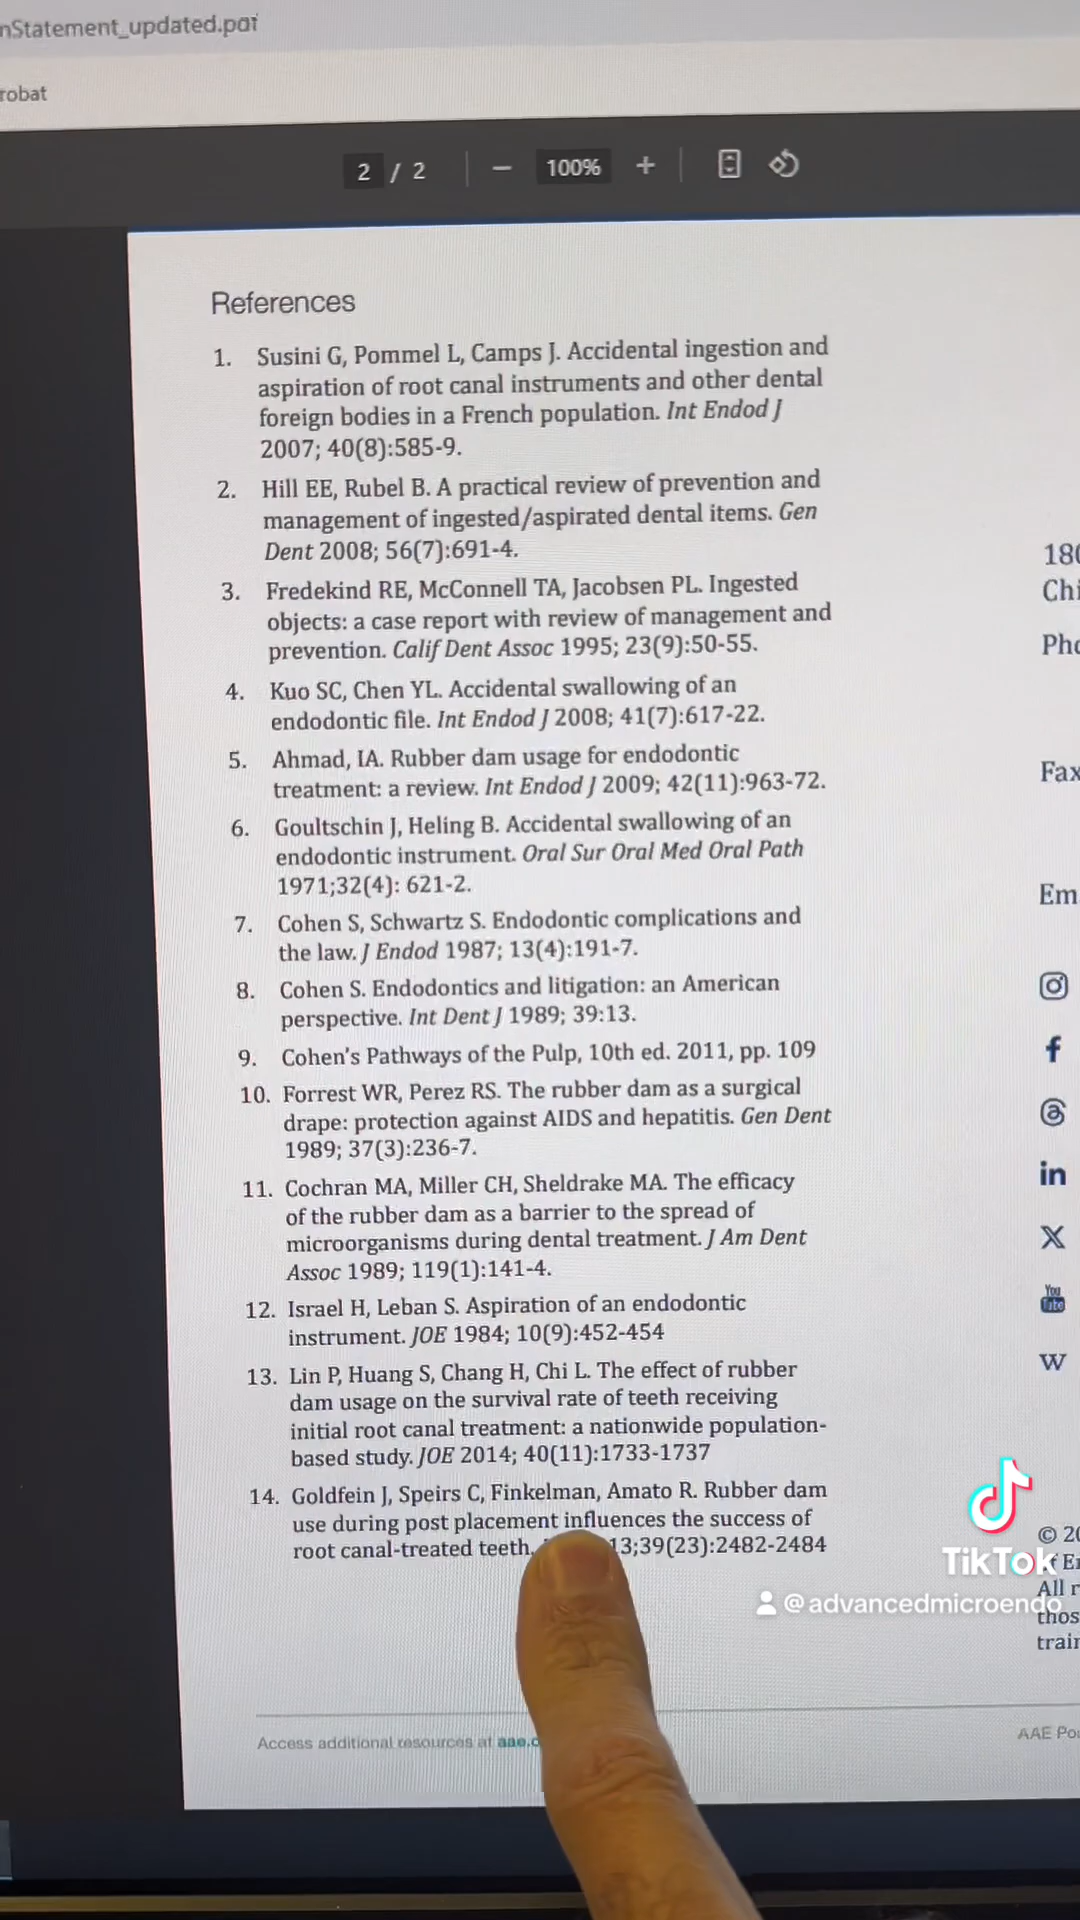 nStatement_updated.pdf
robat
2 / 2
100%
References
1. Susini G, Pommel L, Camps J. Accidental ingestion and
aspiration of root canal instruments and other dental
foreign bodies in a French population. Int Endod J
2007; 40(8):585-9.
2. Hill EE, Rubel B. A practical review of prevention and
management of ingested/aspirated dental items. Gen
Dent 2008; 56(7):691-4.
3. Fredekind RE, McConnell TA, Jacobsen PL. Ingested
objects: a case report with review of management and
prevention. Calif Dent Assoc 1995; 23(9):50-55.
4. Kuo SC, Chen YL. Accidental swallowing of an
endodontic file. Int Endod J 2008; 41(7):617-22.
5. Ahmad, IA. Rubber dam usage for endodontic
treatment: a review. Int Endod J 2009; 42(11):963-72.
6. Goultschin J, Heling B. Accidental swallowing of an
endodontic instrument. Oral Sur Oral Med Oral Path
1971;32(4): 621-2.
7. Cohen S, Schwartz S. Endodontic complications and
the law. J Endod 1987; 13(4):191-7.
8. Cohen S. Endodontics and litigation: an American
perspective. Int Dent J 1989; 39:13.
9. Cohen's Pathways of the Pulp, 10th ed. 2011, pp. 109
10. Forrest WR, Perez RS. The rubber dam as a surgical
drape: protection against AIDS and hepatitis. Gen Dent
1989; 37(3):236-7.
11. Cochran MA, Miller CH, Sheldrake MA. The efficacy
of the rubber dam as a barrier to the spread of
microorganisms during dental treatment. J Am Dent
Assoc 1989; 119(1):141-4.
12. Israel H, Leban S. Aspiration of an endodontic
instrument. JOE 1984; 10(9):452-454
13. Lin P, Huang S, Chang H, Chi L. The effect of rubber
dam usage on the survival rate of teeth receiving
initial root canal treatment: a nationwide population-
based study. JOE 2014; 40(11):1733-1737
14. Goldfein J, Speirs C, Finkelman, Amato R. Rubber dam
use during post placement influences the success of
root canal-treated teeth. 13;39(23):2482-2484
Access additional resources at aae.o
180
Chi
Pho
Fax
Em
in
You
Tube
W
© 20
f E
All r
thos
train
AAE Po
TikTok
@advancedmicroendo